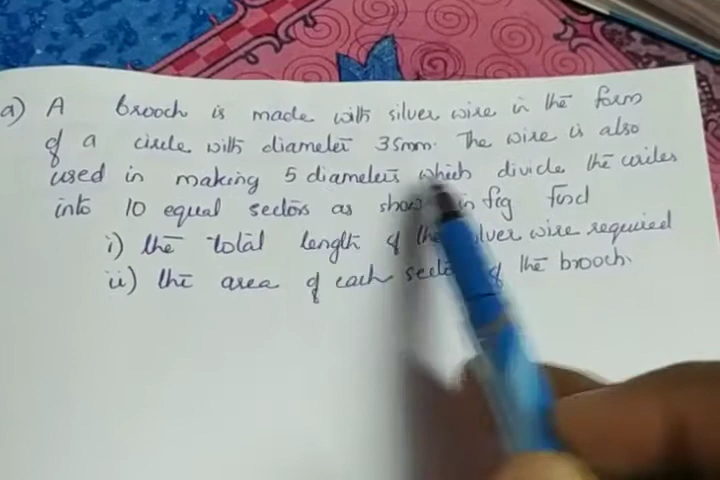 a) A brooch is made with silver wire in the form
of a circle with diameter 35mm. The wire is also
used in making 5 diameters which divide the
into 10 equal sectors as in fig find
i) the total length of the wire required
ii) the area of each of the brooch.